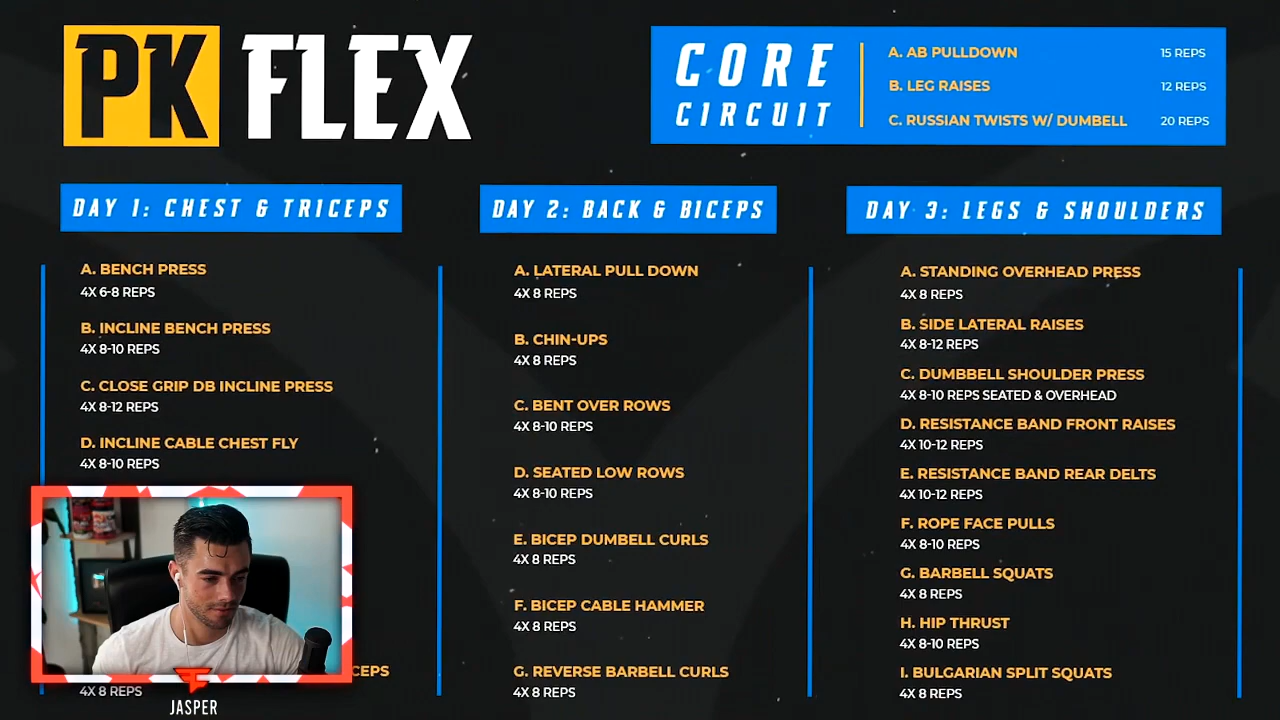 PK FLEX
CORE
CIRCUIT
A. AB PULLDOWN 15 REPS
B. LEG RAISES 12 REPS
C. RUSSIAN TWISTS W/ DUMBELL 20 REPS
DAY 1: CHEST & TRICEPS
A. BENCH PRESS
4X 6-8 REPS
B. INCLINE BENCH PRESS
4X 8-10 REPS
C. CLOSE GRIP DB INCLINE PRESS
4X 8-12 REPS
D. INCLINE CABLE CHEST FLY
4X 8-10 REPS
CEPS
4X 8 REPS
JASPER
DAY 2: BACK & BICEPS
A. LATERAL PULL DOWN
4X 8 REPS
B. CHIN-UPS
4X 8 REPS
C. BENT OVER ROWS
4X 8-10 REPS
D. SEATED LOW ROWS
4X 8-10 REPS
E. BICEP DUMBELL CURLS
4X 8 REPS
F. BICEP CABLE HAMMER
4X 8 REPS
G. REVERSE BARBELL CURLS
4X 8 REPS
DAY 3: LEGS & SHOULDERS
A. STANDING OVERHEAD PRESS
4X 8 REPS
B. SIDE LATERAL RAISES
4X 8-12 REPS
C. DUMBBELL SHOULDER PRESS
4X 8-10 REPS SEATED & OVERHEAD
D. RESISTANCE BAND FRONT RAISES
4X 10-12 REPS
E. RESISTANCE BAND REAR DELTS
4X 10-12 REPS
F. ROPE FACE PULLS
4X 8-10 REPS
G. BARBELL SQUATS
4X 8 REPS
H. HIP THRUST
4X 8-10 REPS
I. BULGARIAN SPLIT SQUATS
4X 8 REPS